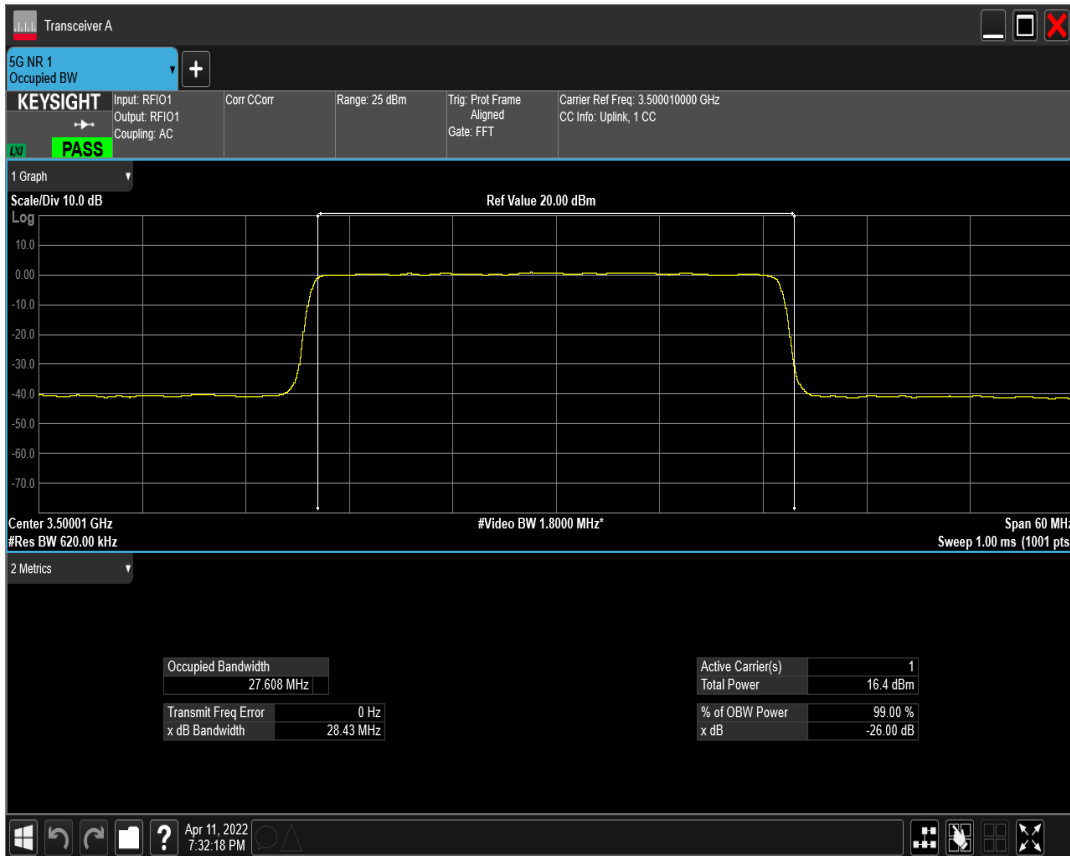 Transceiver A
5G NR 1
Occupied BW
KEYSIGHT
LXI
PASS
Input: RFIO1
Output: RFIO1
Coupling: AC
Corr CCorr
Range: 25 dBm
Trig: Prot Frame
Aligned
Gate: FFT
Carrier Ref Freq: 3.500010000 GHz
CC Info: Uplink, 1 CC
1 Graph
Scale/Div 10.0 dB
Ref Value 20.00 dBm
Log
10.0
0.00
-10.0
-20.0
-30.0
-40.0
-50.0
-60.0
-70.0
Center 3.50001 GHz
#Video BW 1.8000 MHz*
Span 60 MHz
#Res BW 620.00 kHz
Sweep 1.00 ms (1001 pts
2 Metrics
Occupied Bandwidth
27.608 MHz
Transmit Freq Error 0 Hz
x dB Bandwidth 28.43 MHz
Active Carrier(s) 1
Total Power 16.4 dBm
% of OBW Power 99.00 %
x dB -26.00 dB
?
Apr 11, 2022
7:32:18 PM